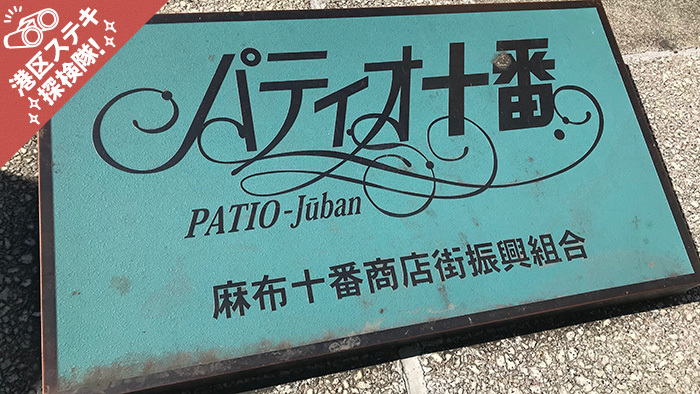 港区ステキ
探検隊!
パティオ十番
PATIO-Jūban
麻布十番商店街振興組合